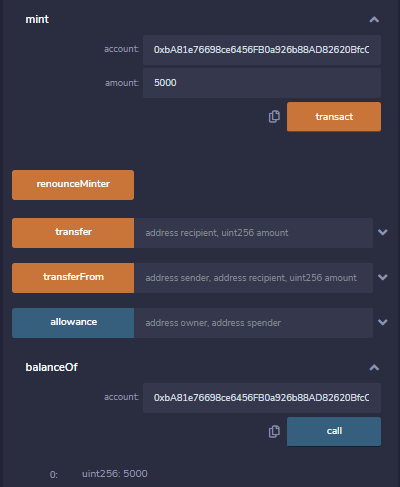 mint
account: 0xbA81e76698ce6456FB0a926b88AD82620BfcC
amount: 5000
transact
renounceMinter
transfer address recipient, uint256 amount
transferFrom address sender, address recipient, uint256 amount
allowance address owner, address spender
balanceOf
account: 0xbA81e76698ce6456FB0a926b88AD82620BfcC
call
0: uint256: 5000